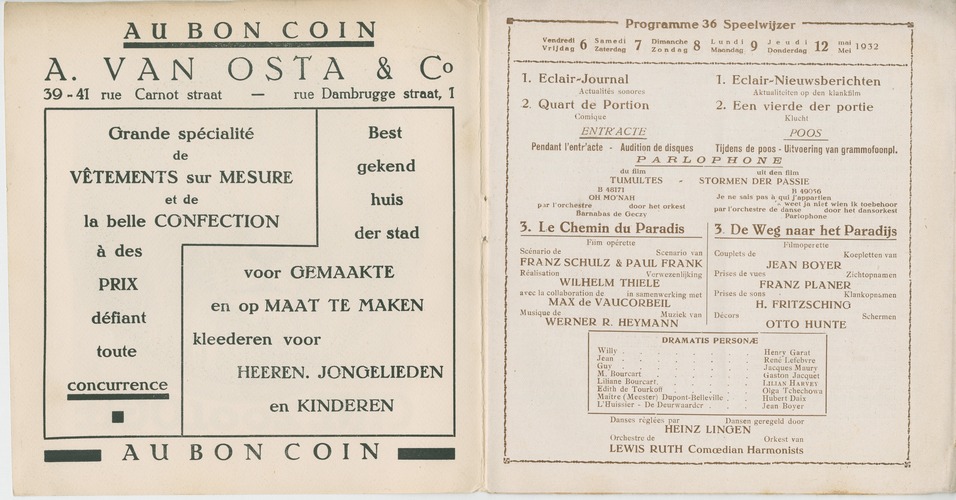 AU BON COIN
A. VAN OSTA & Co
39-41 rue Carnot straat — rue Dambrugge straat, 1
Grande spécialité
de
VÊTEMENTS sur MESURE
et de
la belle CONFECTION
à des
PRIX
défiant
toute
concurrence
Best
gekend
huis
der stad
voor GEMAAKTE
en op MAAT TE MAKEN
kleederen voor
HEEREN. JONGELIEDEN
en KINDEREN
AU BON COIN
Programme 36 Speelwijzer
Vendredi Vrijdag 6 Samedi Zaterdag 7 Dimanche Zondag 8 Lundi Maandag 9 Jeudi Donderdag 12 mai Mei 1932
1. Eclair-Journal
Actualités sonores
2. Quart de Portion
Comique
ENTR'ACTE
Pendant l'entr'acte - Audition de disques
1. Eclair-Nieuwsberichten
Aktualiteiten op den klankfilm
2. Een vierde der portie
Klucht
POOS
Tijdens de poos - Uitvoering van grammofoonpl.
PARLOPHONE
du film uit den film
TUMULTES - STORMEN DER PASSIE
B 48171
OH MO'NAH
par l'orchestre door het orkest
Barnabas de Geczy
B 49056
Je ne sais pas à qui j'appartien
'k weet ja niet wien ik toebehoor
par l'orchestre de danse door het dansorkest
Parlophone
3. Le Chemin du Paradis
Film opérette
Scénario de Scenario van
FRANZ SCHULZ & PAUL FRANK
Réalisation Verwezenlijking
WILHELM THIELE
avec la collaboration de in samenwerking met
MAX de VAUCORBEIL
Musique de Muziek van
WERNER R. HEYMANN
3. De Weg naar het Paradijs
Filmoperette
Couplets de Koepletten van
JEAN BOYER
Prises de vues Zichtopnamen
FRANZ PLANER
Prises de sons Klankopnamen
H. FRITZSCHING
Décors Schermen
OTTO HUNTE
DRAMATIS PERSONÆ
Willy . . . . . . . Henry Garat
Jean . . . . . . . René Lefebvre
Guy . . . . . . . Jacques Maury
M. Bourcart . . . . . . Gaston Jacquet
Liliane Bourcart. . . . . . LILIAN HARVEY
Edith de Tourkoff . . . . . Olga Tchechowa
Maitre (Meester) Dupont-Belleville . . . Hubert Daix
L'Huissier - De Deurwaarder . . . Jean Boyer
Danses réglées par Dansen geregeld door
HEINZ LINGEN
Orchestre de Orkest van
LEWIS RUTH Comœdian Harmonists